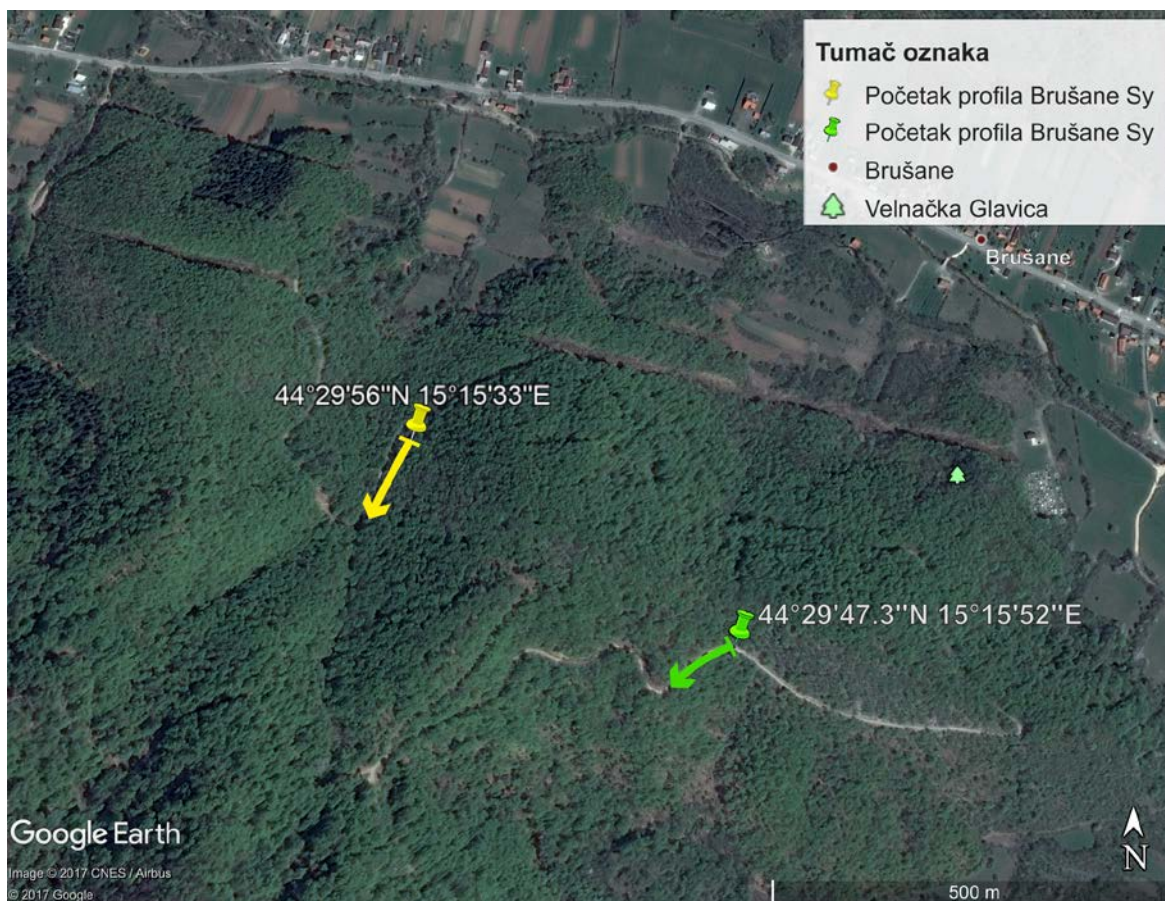 Tumač oznaka
Početak profila Brušane Sy
Početak profila Brušane Sy
Brušane
Velnačka Glavica
Brušane
44°29'56"N 15°15'33"E
44°29'47.3"N 15°15'52"E
Google Earth
N
Image © 2017 CNES / Airbus
© 2017 Google
500 m